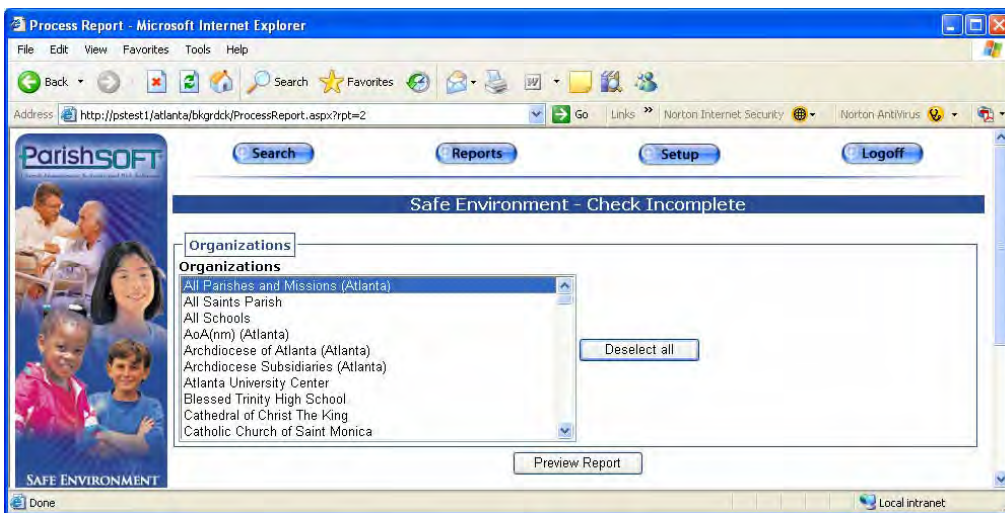 Process Report - Microsoft Internet Explorer
File Edit View Favorites Tools Help
Back Search Favorites
Address http://pstest1/atlanta/bkgrdck/ProcessReport.aspx?rpt=2 Go Links » Norton Internet Security Norton AntiVirus
ParishSOFT
Search Reports Setup Logoff
Safe Environment - Check Incomplete
Organizations
Organizations
All Parishes and Missions (Atlanta)
All Saints Parish
All Schools
AoA(nm) (Atlanta)
Archdiocese of Atlanta (Atlanta)
Archdiocese Subsidiaries (Atlanta)
Atlanta University Center
Blessed Trinity High School
Cathedral of Christ The King
Catholic Church of Saint Monica
Deselect all
Preview Report
SAFE ENVIRONMENT
Done Local intranet